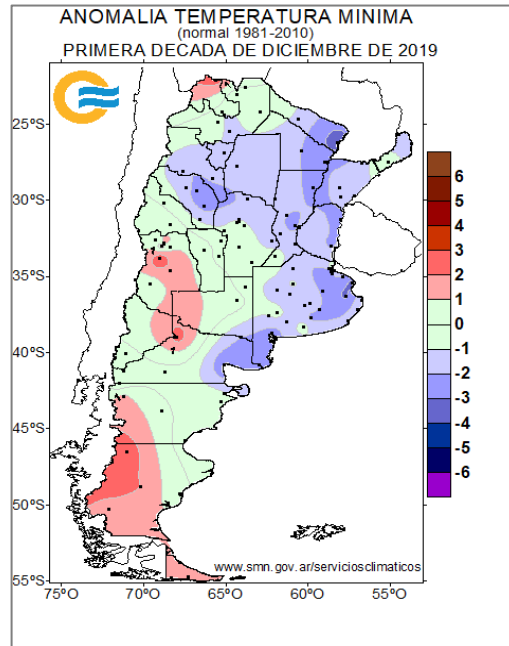 ANOMALIA TEMPERATURA MINIMA
(normal 1981-2010)
PRIMERA DECADA DE DICIEMBRE DE 2019
25°S
30°S
35°S
40°S
45°S
50°S
55°S
6
5
4
3
2
1
0
-1
-2
-3
-4
-5
-6
www.smn.gov.ar/serviciosclimaticos
75°O
70°O
65°O
60°O
55°O